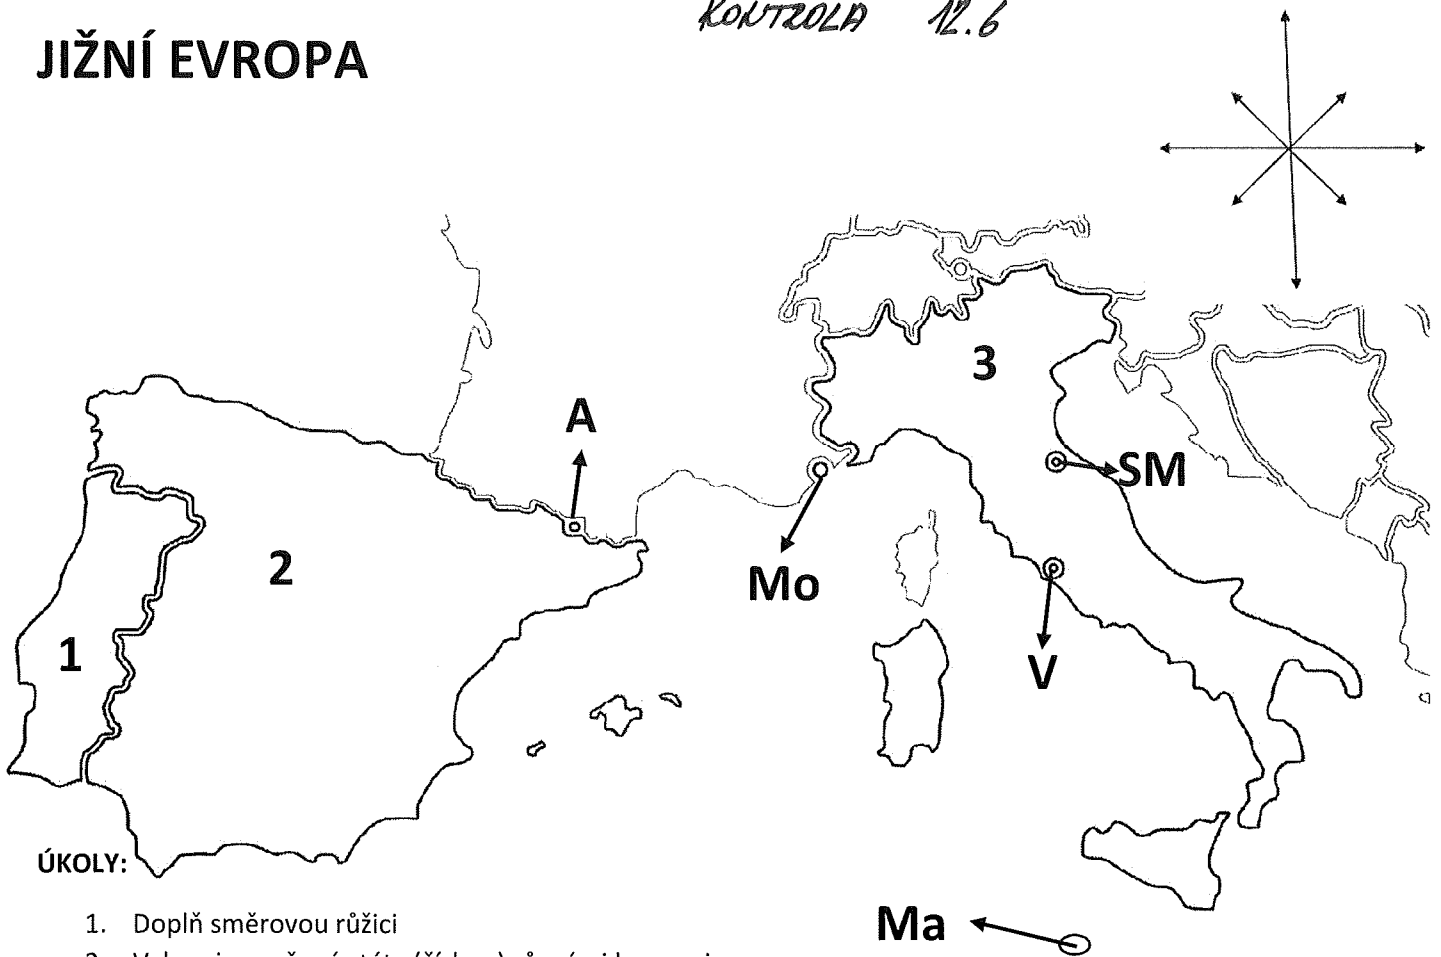 KONTROLA 12.6
JIŽNÍ EVROPA
3
A
SM
2
Mo
1
V
ÚKOLY:
1. Doplň směrovou růžici
Ma